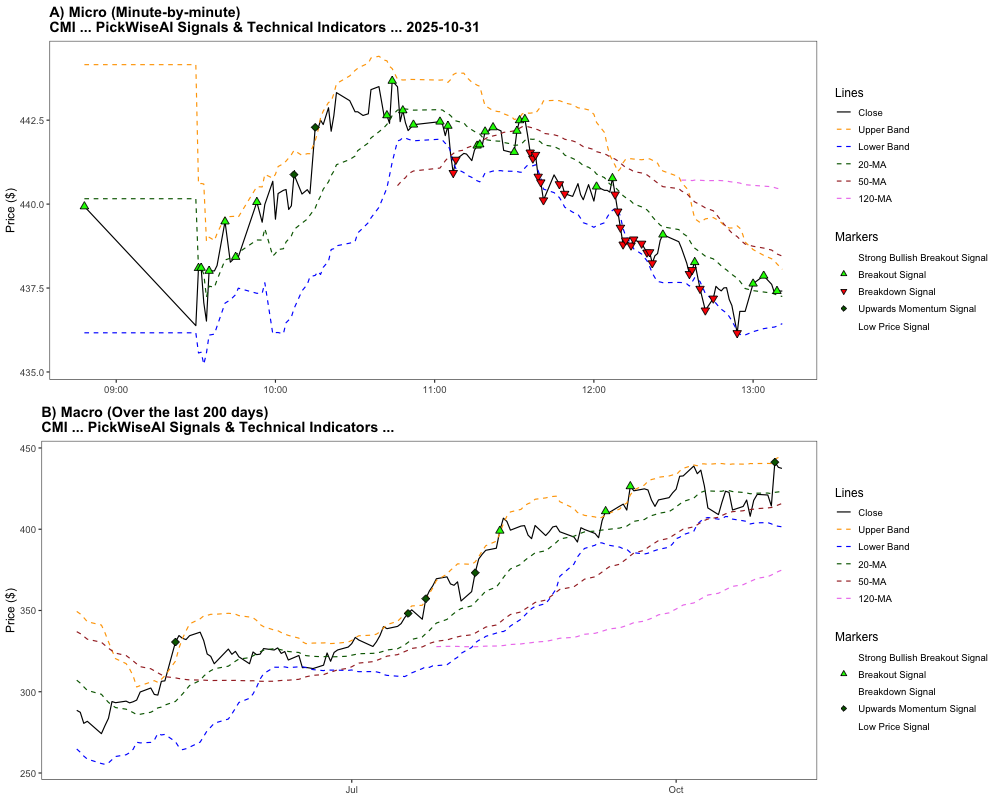 A) Micro (Minute-by-minute)
CMI ... PickWiseAI Signals & Technical Indicators ... 2025-10-31
Price ($)
442.5
440.0
437.5
435.0
09:00
10:00
11:00
12:00
13:00
Lines
Close
Upper Band
Lower Band
20-MA
50-MA
120-MA
Markers
Strong Bullish Breakout Signal
Breakout Signal
Breakdown Signal
Upwards Momentum Signal
Low Price Signal
B) Macro (Over the last 200 days)
CMI ... PickWiseAI Signals & Technical Indicators ...
Price ($)
450
400
350
300
250
Jul
Oct
Lines
Close
Upper Band
Lower Band
20-MA
50-MA
120-MA
Markers
Strong Bullish Breakout Signal
Breakout Signal
Breakdown Signal
Upwards Momentum Signal
Low Price Signal